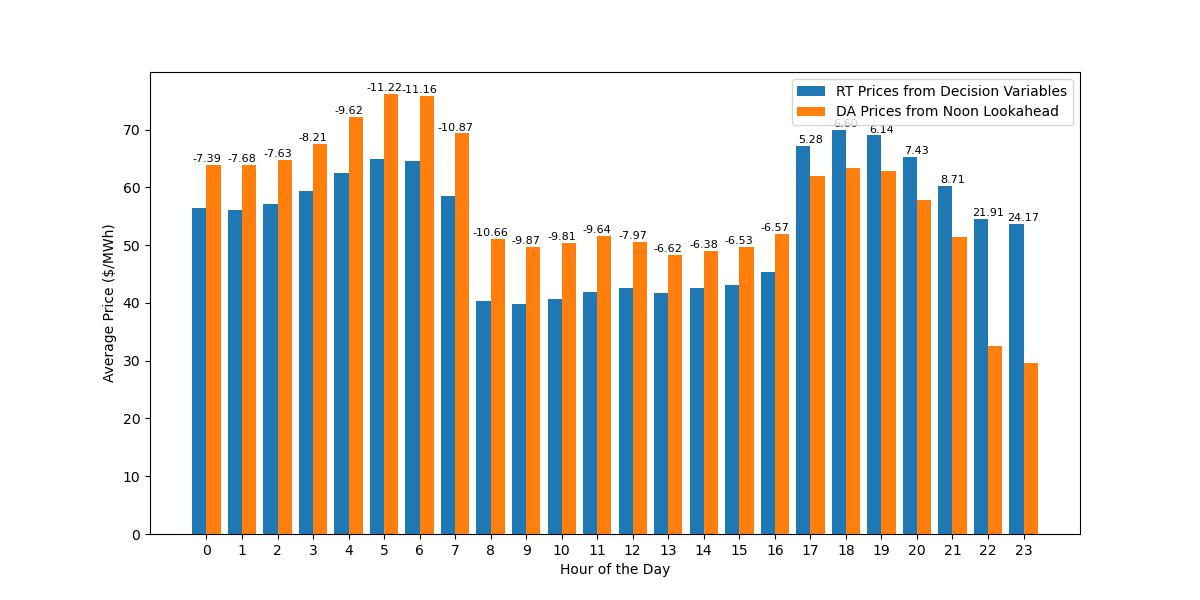 RT Prices from Decision Variables
DA Prices from Noon Lookahead
-7.39 -7.68 -7.63 -8.21 -9.62 -11.22 -11.16 -10.87 -10.66 -9.87 -9.81 -9.64 -7.97 -6.62 -6.38 -6.53 -6.57 5.28 6.60 6.14 7.43 8.71 21.91 24.17
Average Price ($/MWh)
70
60
50
40
30
20
10
0
0 1 2 3 4 5 6 7 8 9 10 11 12 13 14 15 16 17 18 19 20 21 22 23
Hour of the Day